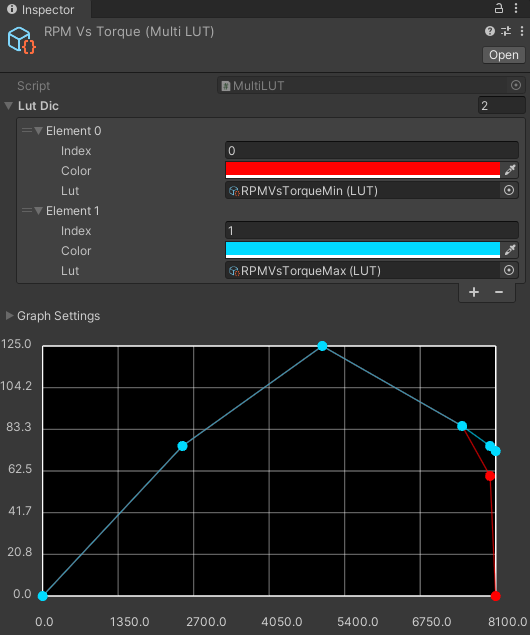 Inspector
RPM Vs Torque (Multi LUT)
Open
Script MultiLUT
Lut Dic 2
Element 0
Index 0
Color
Lut RPMVsTorqueMin (LUT)
Element 1
Index 1
Color
Lut RPMVsTorqueMax (LUT)
+ −
Graph Settings
125.0
104.2
83.3
62.5
41.7
20.8
0.0
0.0 1350.0 2700.0 4050.0 5400.0 6750.0 8100.0